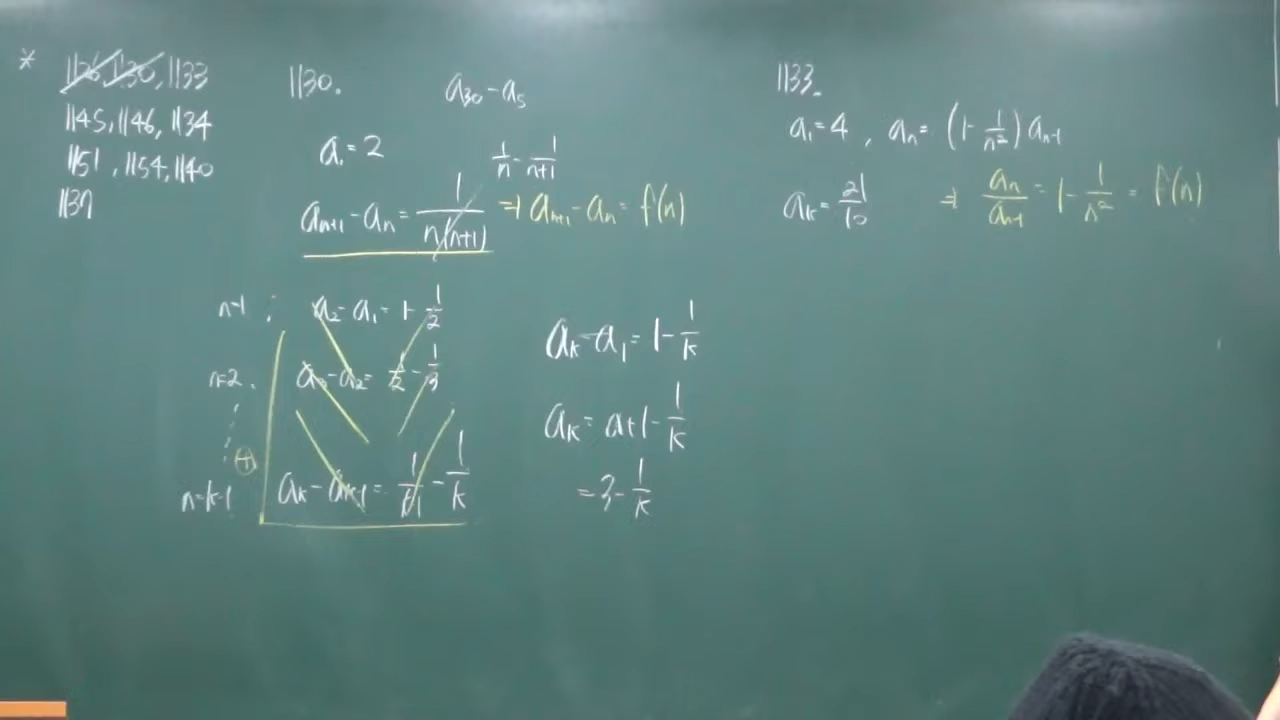 * 1126, 1130, 1133
1145, 1146, 1134
1151, 1154, 1140
1137
1130.
a₃₀ - a₅
a₁ = 2
1/n - 1/(n+1)
aₙ₊₁ - aₙ = 1/(n(n+1)) ⇒ aₙ₊₁ - aₙ = f(n)
n=1 : a₂ - a₁ = 1 - 1/2
n=2. a₃ - a₂ = 1/2 - 1/3
⊕
n=k-1 aₖ - aₖ₋₁ = 1/(k-1) - 1/k
aₖ - a₁ = 1 - 1/k
aₖ = a₁ + 1 - 1/k
= 3 - 1/k
1133.
a₁ = 4 , aₙ = (1 - 1/n²) aₙ₋₁
aₖ = 21/10 ⇒ aₙ/aₙ₋₁ = 1 - 1/n² = f(n)